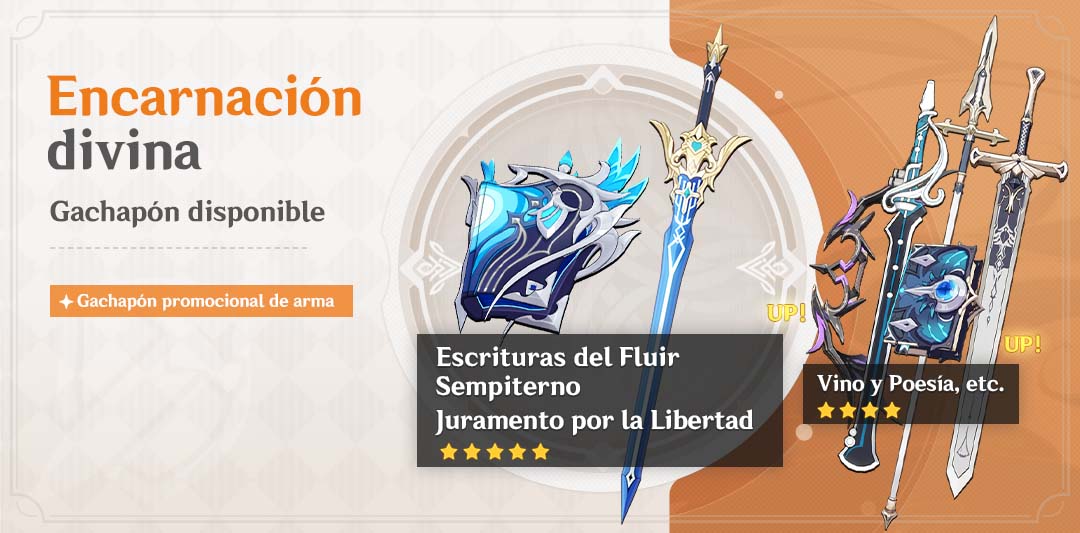 Encarnación
divina
Gachapón disponible
Gachapón promocional de arma
Escrituras del Fluir
Sempiterno
Juramento por la Libertad
UP!
UP!
Vino y Poesía, etc.